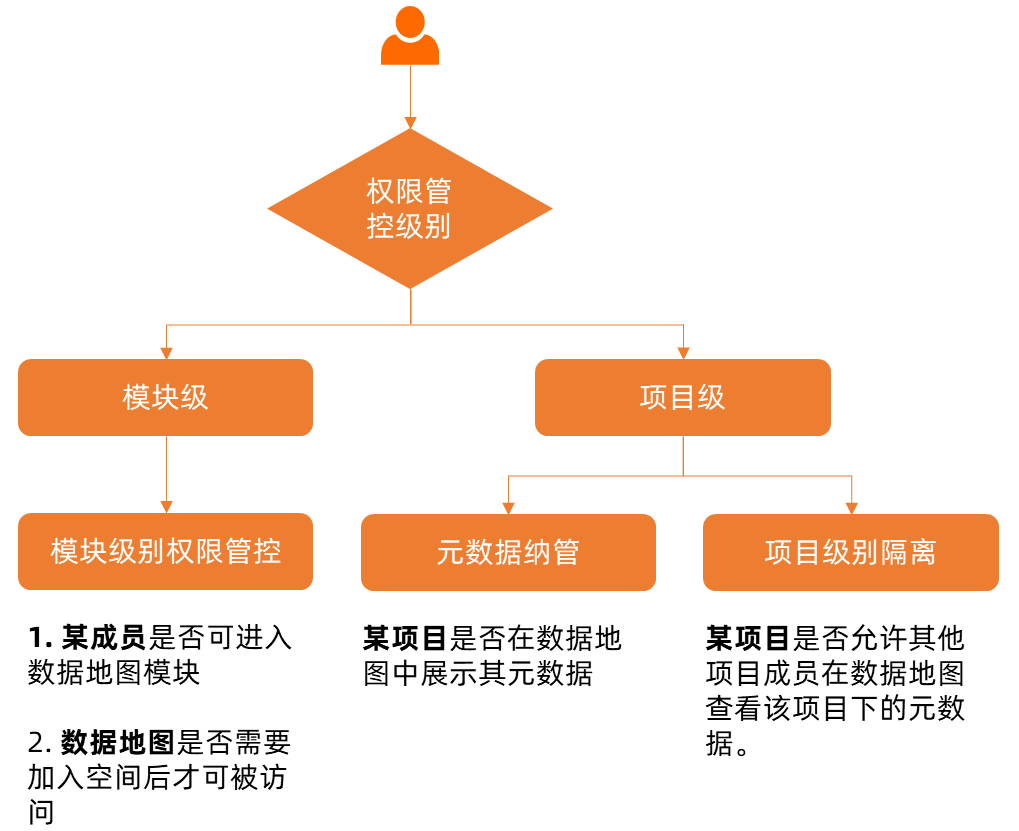 权限管
控级别
模块级
项目级
模块级别权限管控
元数据纳管
项目级别隔离
1. 某成员是否可进入
数据地图模块
2. 数据地图是否需要
加入空间后才可被访
问
某项目是否在数据地
图中展示其元数据
某项目是否允许其他
项目成员在数据地图
查看该项目下的元数
据。